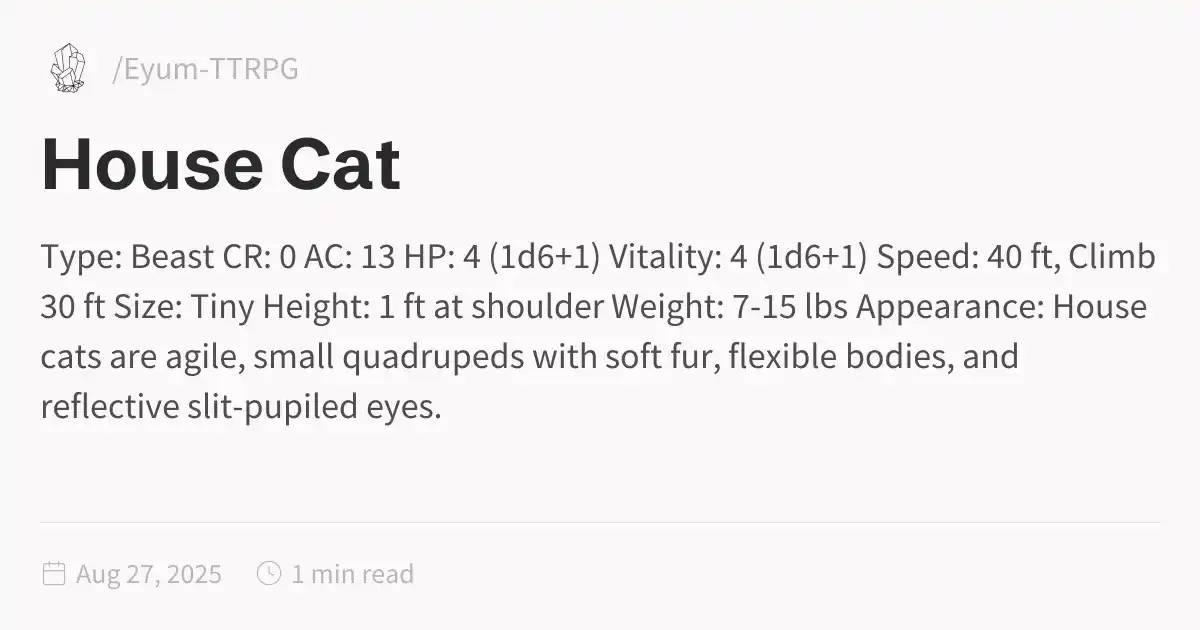 /Eyum-TTRPG
House Cat
Type: Beast CR: 0 AC: 13 HP: 4 (1d6+1) Vitality: 4 (1d6+1) Speed: 40 ft, Climb
30 ft Size: Tiny Height: 1 ft at shoulder Weight: 7-15 lbs Appearance: House
cats are agile, small quadrupeds with soft fur, flexible bodies, and
reflective slit-pupiled eyes.
Aug 27, 2025 1 min read